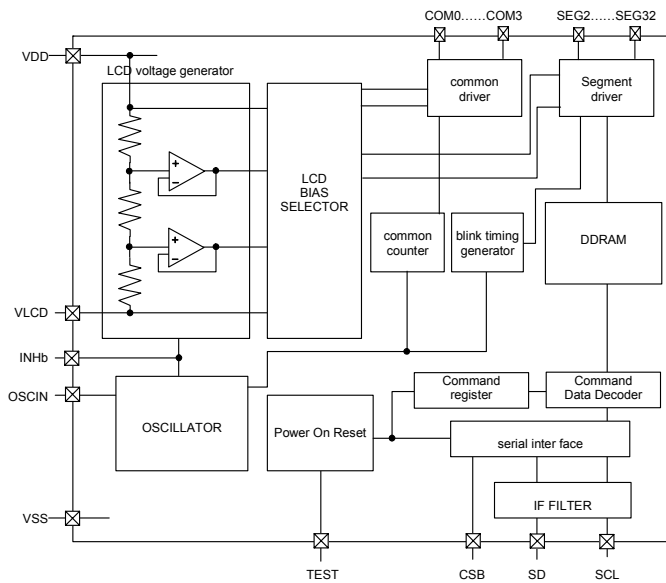 COM0……COM3
SEG2……SEG32
VDD
LCD voltage generator
common
driver
Segment
driver
+
−
LCD
BIAS
SELECTOR
+
−
common
counter
blink timing
generator
DDRAM
VLCD
INHb
OSCIN
OSCILLATOR
Power On Reset
Command
register
Command
Data Decoder
serial inter face
IF FILTER
VSS
TEST
CSB
SD
SCL